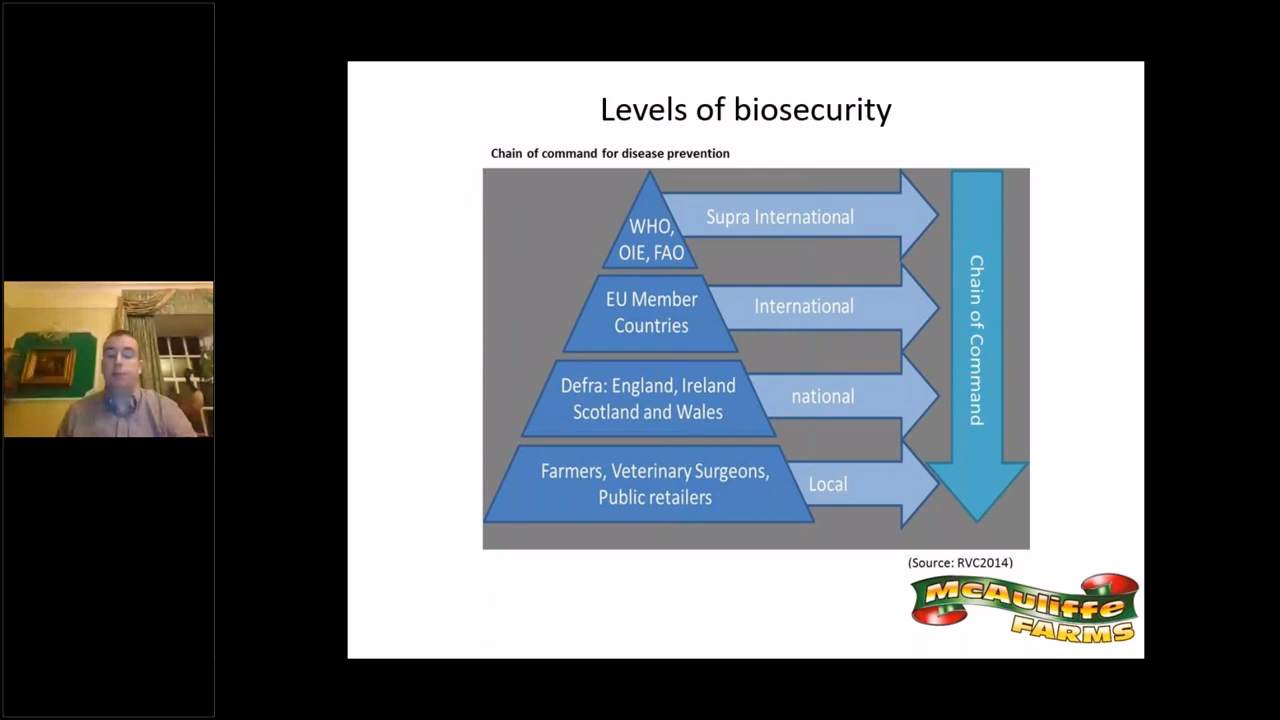 Levels of biosecurity
Chain of command for disease prevention
WHO,
OIE, FAO
Supra International
EU Member
Countries
International
Defra: England, Ireland
Scotland and Wales
national
Farmers, Veterinary Surgeons,
Public retailers
Local
Chain of Command
(Source: RVC2014)
McAuliffe
FARMS